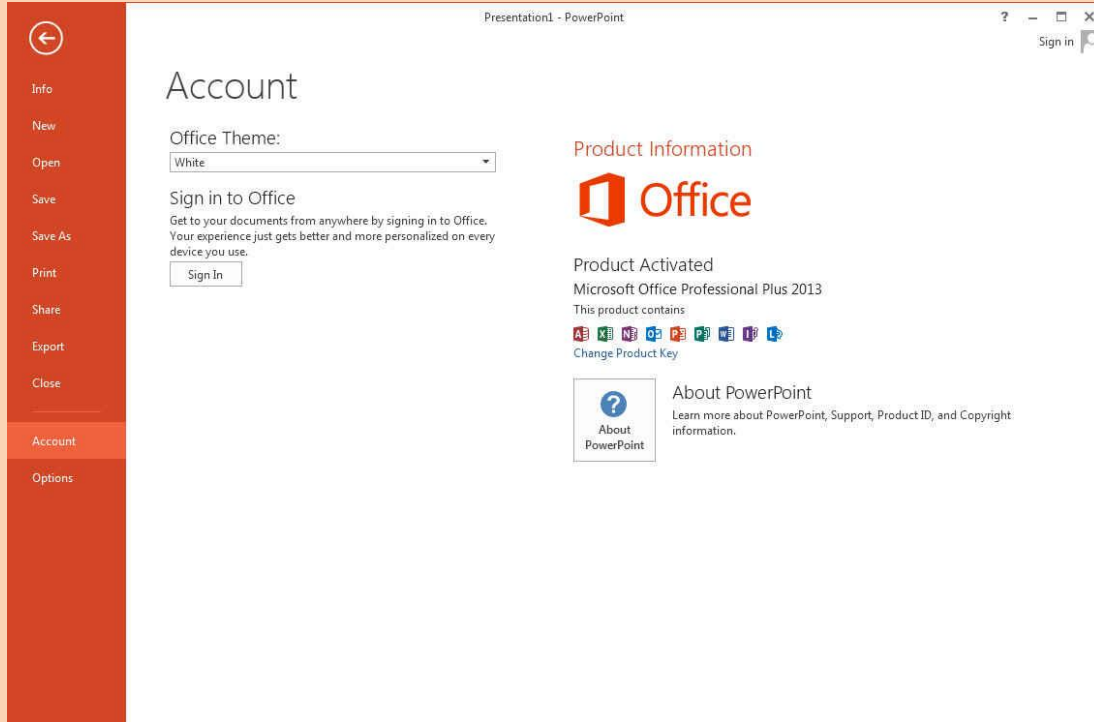 Presentation1 - PowerPoint
?
Sign in
Info
New
Open
Save
Save As
Print
Share
Export
Close
Account
Options
Account
Office Theme:
White
Sign in to Office
Get to your documents from anywhere by signing in to Office.
Your experience just gets better and more personalized on every
device you use.
Sign In
Product Information
Office
Product Activated
Microsoft Office Professional Plus 2013
This product contains
Change Product Key
?
About
PowerPoint
About PowerPoint
Learn more about PowerPoint, Support, Product ID, and Copyright
information.